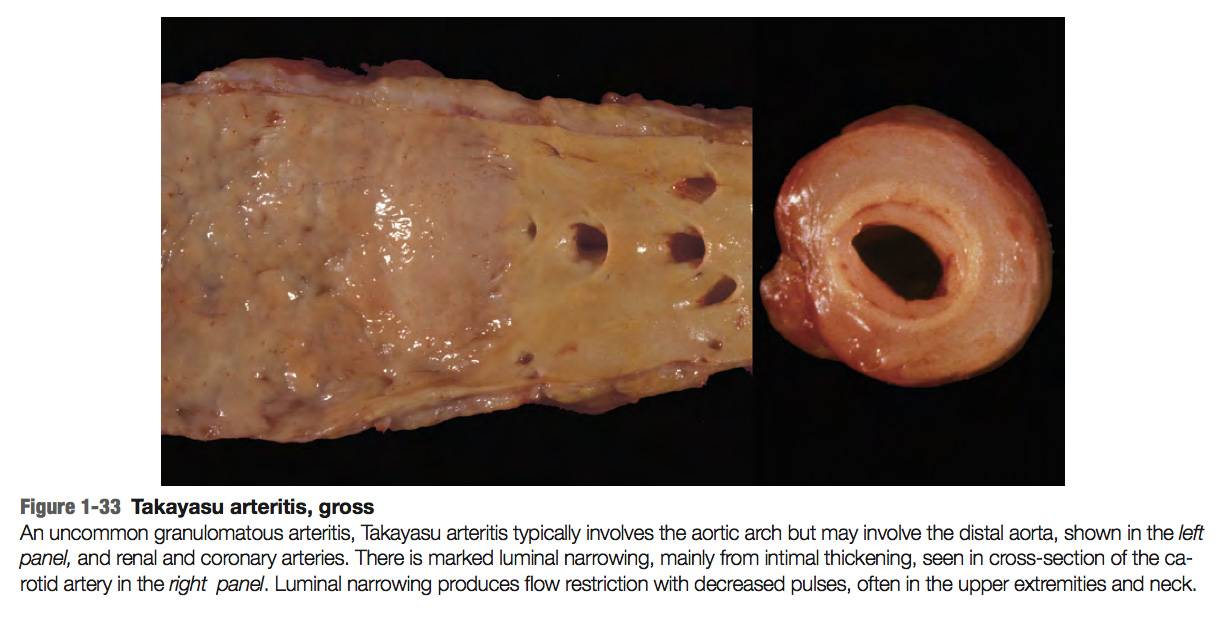 Figure 1-33 Takayasu arteritis, gross
An uncommon granulomatous arteritis, Takayasu arteritis typically involves the aortic arch but may involve the distal aorta, shown in the left
panel, and renal and coronary arteries. There is marked luminal narrowing, mainly from intimal thickening, seen in cross-section of the ca-
rotid artery in the right panel. Luminal narrowing produces flow restriction with decreased pulses, often in the upper extremities and neck.